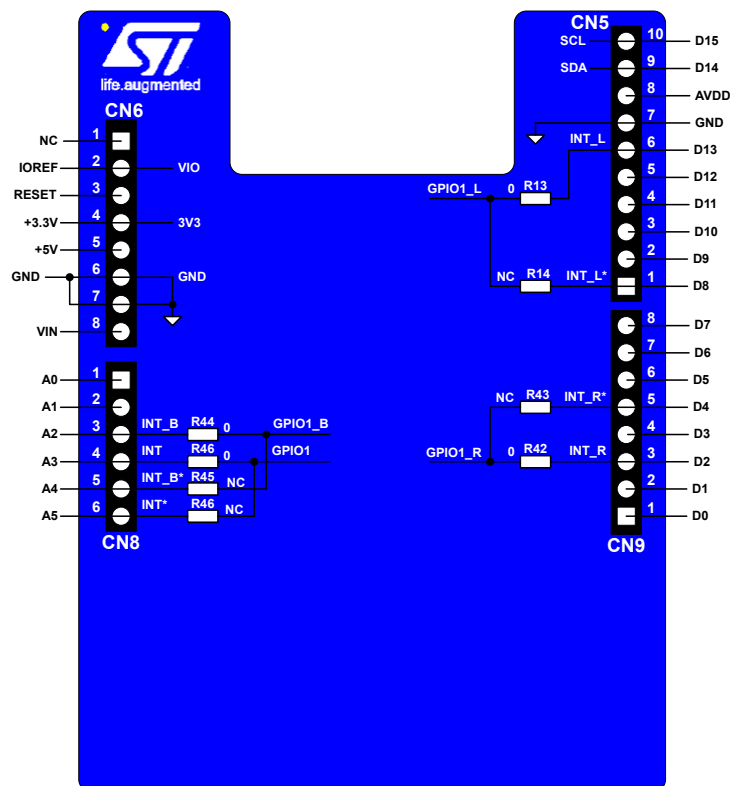 life.augmented
CN6
NC 1
IOREF 2 VIO
RESET 3
+3.3V 4 3V3
+5V 5
GND 6 GND
7
VIN 8
CN5
SCL 10 D15
SDA 9 D14
8 AVDD
7 GND
INT_L 6 D13
5 D12
GPIO1_L 0 R13
4 D11
3 D10
2 D9
NC R14 INT_L* 1 D8
8 D7
7 D6
6 D5
NC R43 INT_R* 5 D4
4 D3
GPIO1_R 0 R42 INT_R 3 D2
2 D1
1 D0
CN9
A0 1
A1 2
A2 3 INT_B R44 0 GPIO1_B
A3 4 INT R46 0 GPIO1
A4 5 INT_B* R45 NC
A5 6 INT* R46 NC
CN8